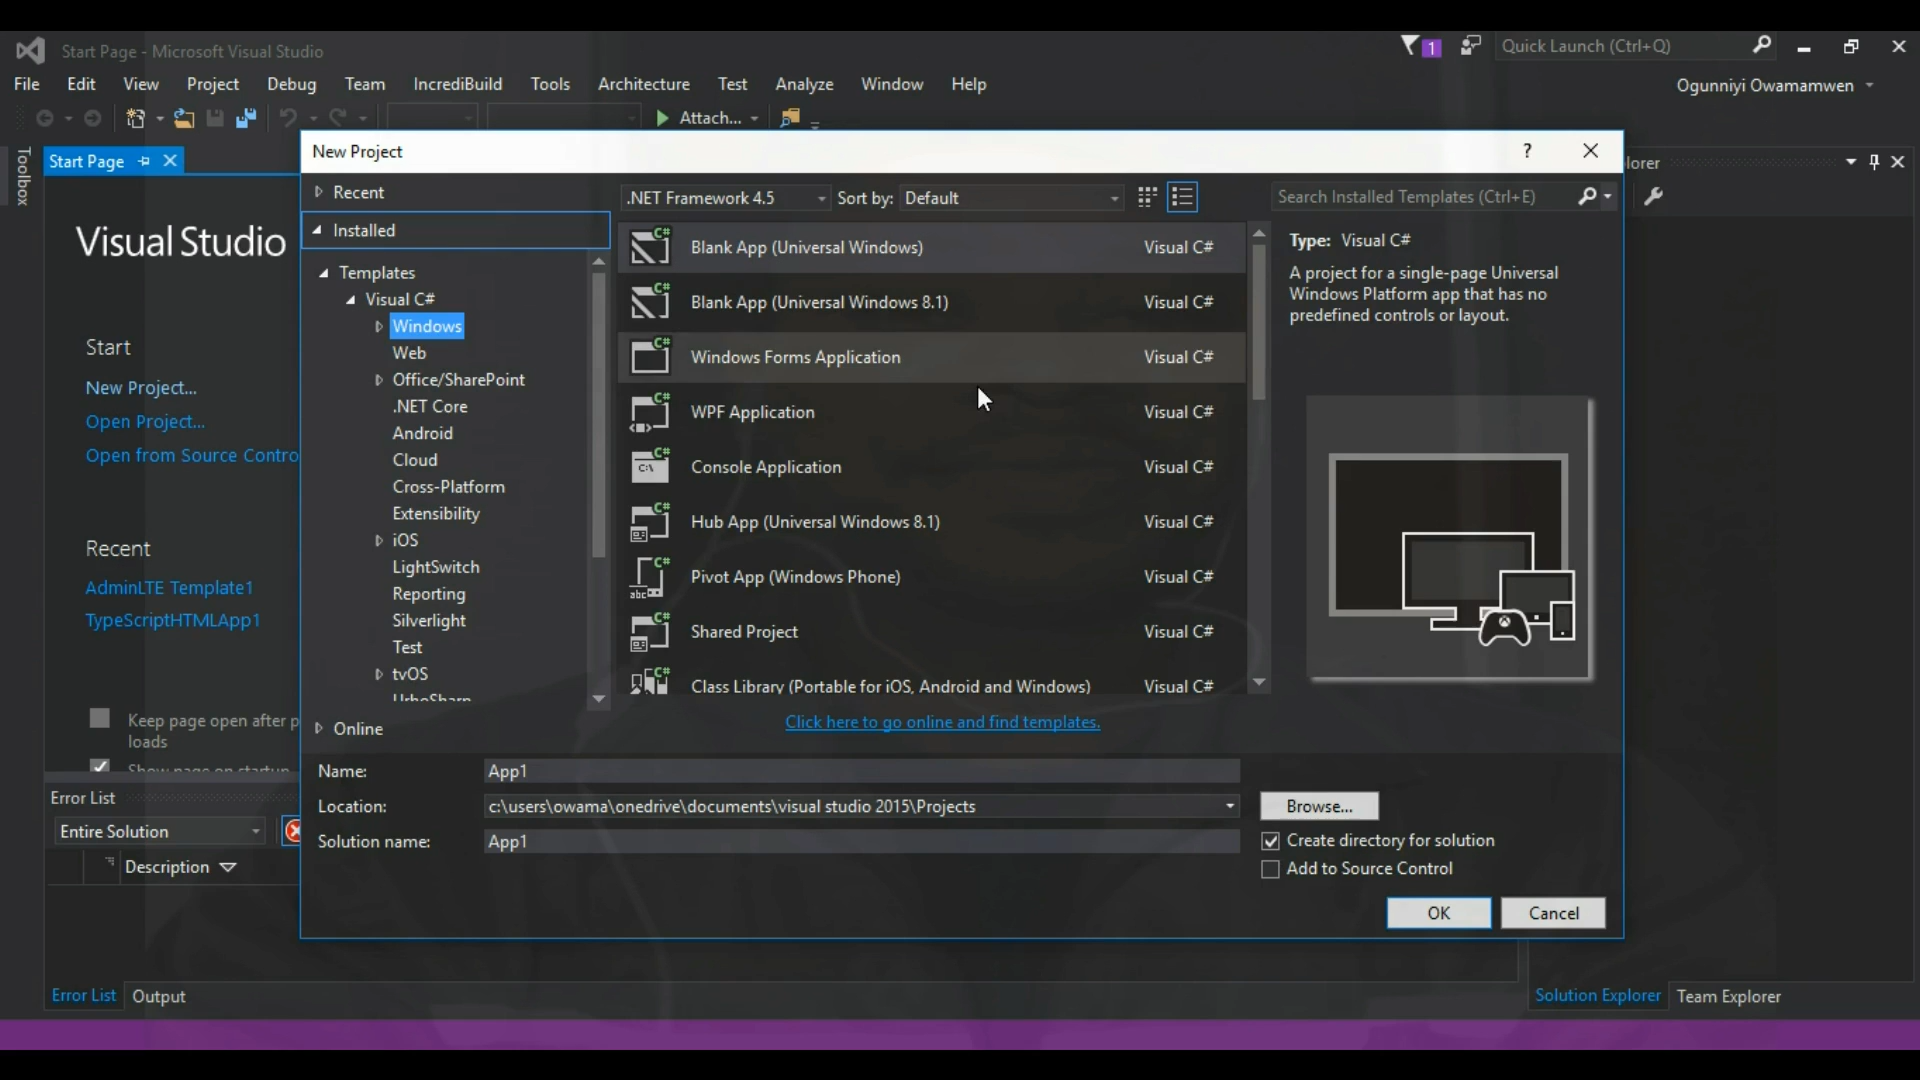 Start Page - Microsoft Visual Studio
1
Quick Launch (Ctrl+Q)
File Edit View Project Debug Team IncrediBuild Tools Architecture Test Analyze Window Help
Ogunniyi Owamamwen
Attach...
Toolbox
Start Page
Visual Studio
Start
New Project...
Open Project...
Open from Source Contro
Recent
AdminLTE Template1
TypeScriptHTMLApp1
Keep page open after p
loads
Show page on startup
New Project
?
Recent
Installed
Templates
Visual C#
Windows
Web
Office/SharePoint
.NET Core
Android
Cloud
Cross-Platform
Extensibility
iOS
LightSwitch
Reporting
Silverlight
Test
tvOS
UrhoSharp
Online
.NET Framework 4.5
Sort by: Default
Search Installed Templates (Ctrl+E)
Blank App (Universal Windows) Visual C#
Blank App (Universal Windows 8.1) Visual C#
Windows Forms Application Visual C#
WPF Application Visual C#
Console Application Visual C#
Hub App (Universal Windows 8.1) Visual C#
Pivot App (Windows Phone) Visual C#
Shared Project Visual C#
Class Library (Portable for iOS, Android and Windows) Visual C#
Click here to go online and find templates.
Type: Visual C#
A project for a single-page Universal
Windows Platform app that has no
predefined controls or layout.
Name: App1
Location: c:\users\owama\onedrive\documents\visual studio 2015\Projects
Browse...
Solution name: App1
Create directory for solution
Add to Source Control
OK Cancel
lorer
Error List
Entire Solution
Description
Error List Output
Solution Explorer Team Explorer